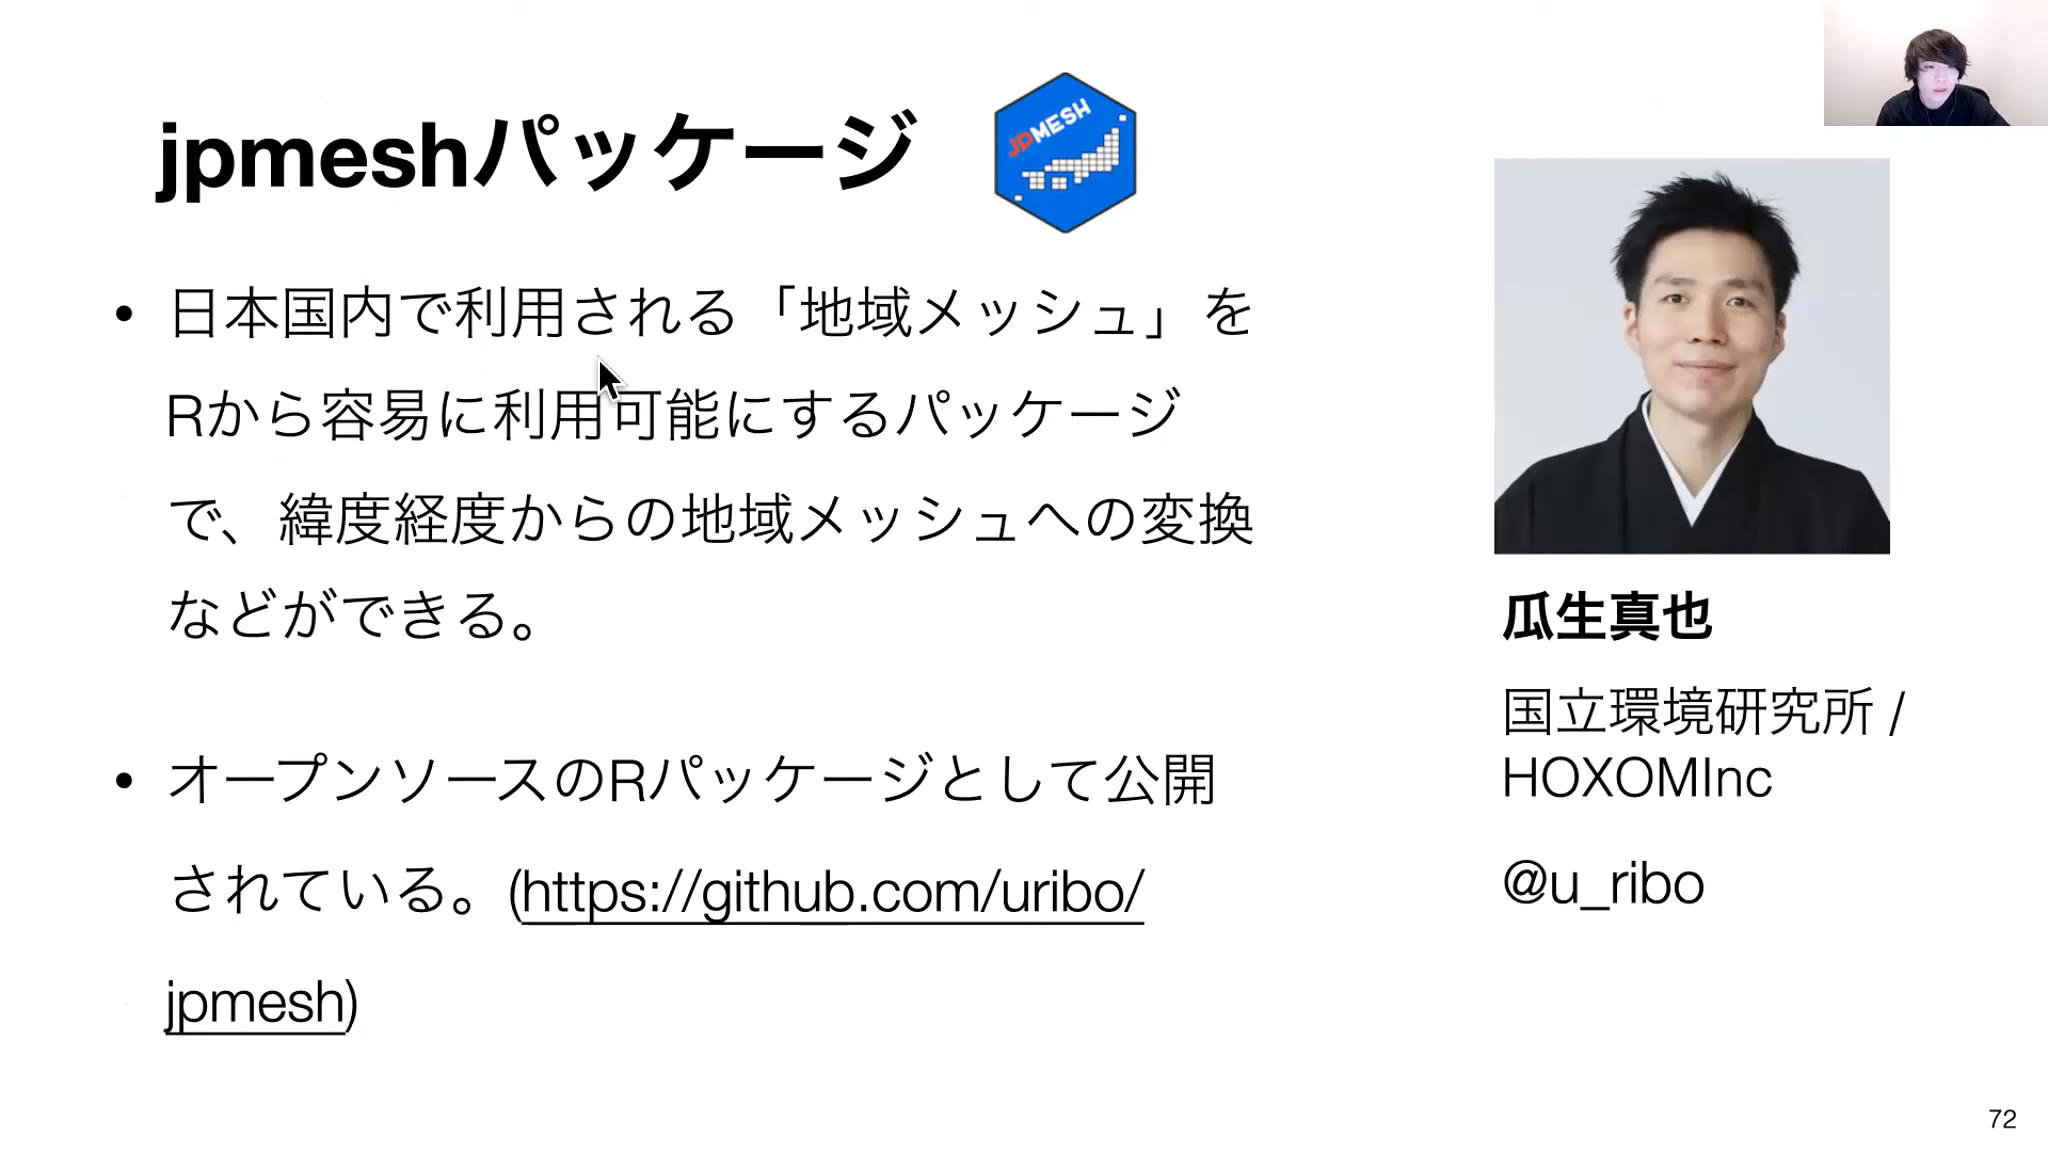 jpmeshパッケージ
JPMESH
• 日本国内で利用される「地域メッシュ」を
Rから容易に利用可能にするパッケージ
で、緯度経度からの地域メッシュへの変換
などができる。
• オープンソースのRパッケージとして公開
されている。(https://github.com/uribo/
jpmesh)
瓜生真也
国立環境研究所 /
HOXOMInc
@u_ribo
72